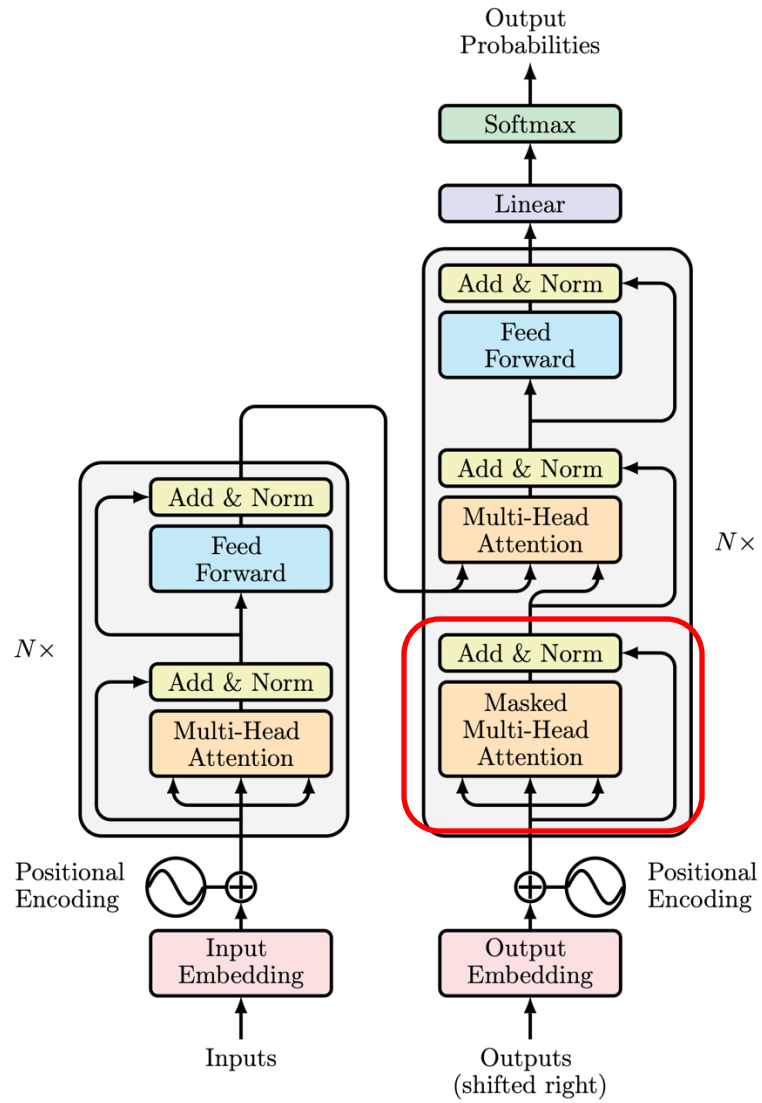 Output
Probabilities
Softmax
Linear
Add & Norm
Feed
Forward
Add & Norm
Multi-Head
Attention
N×
Add & Norm
Masked
Multi-Head
Attention
Add & Norm
Feed
Forward
N×
Add & Norm
Multi-Head
Attention
Positional
Encoding
Positional
Encoding
Input
Embedding
Output
Embedding
Inputs
Outputs
(shifted right)